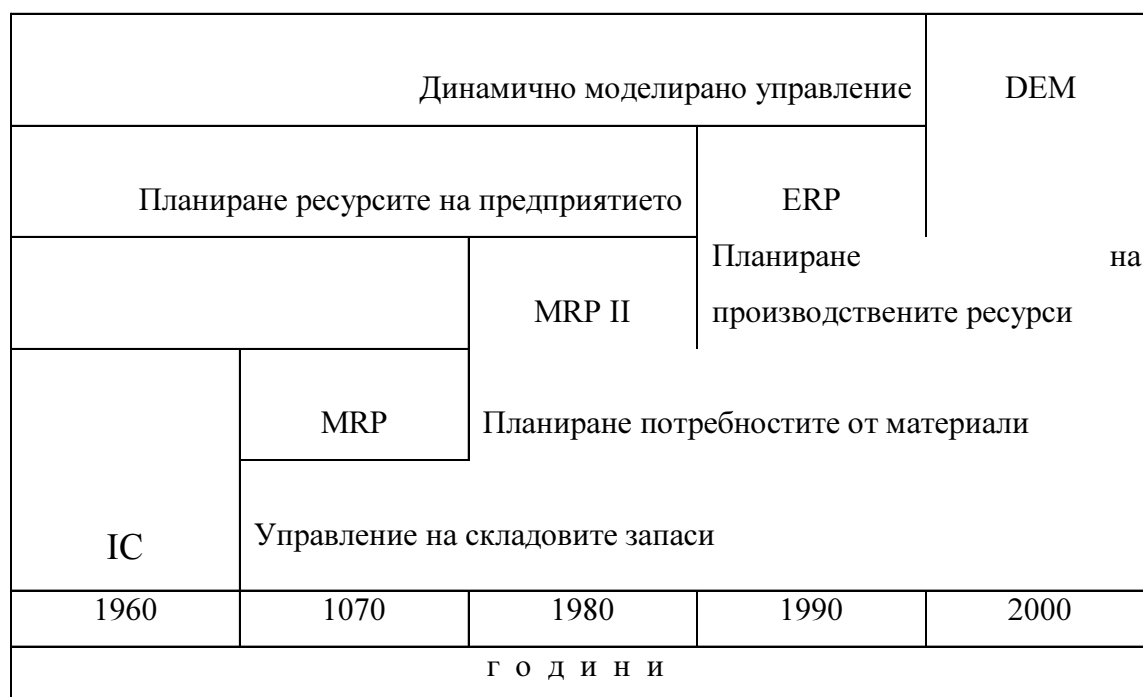 Динамично моделирано управление DEM
Планиране ресурсите на предприятието ERP
Планиране на
MRP II производствените ресурси
MRP Планиране потребностите от материали
IC Управление на складовите запаси
1960 1070 1980 1990 2000
г о д и н и